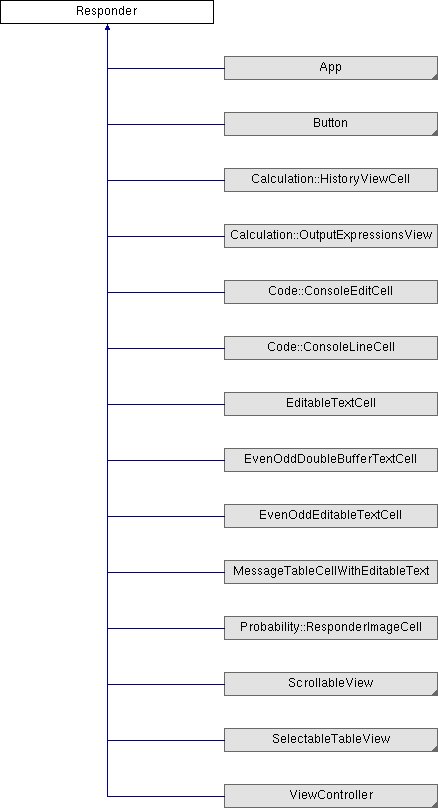 Responder
App
Button
Calculation::HistoryViewCell
Calculation::OutputExpressionsView
Code::ConsoleEditCell
Code::ConsoleLineCell
EditableTextCell
EvenOddDoubleBufferTextCell
EvenOddEditableTextCell
MessageTableCellWithEditableText
Probability::ResponderImageCell
ScrollableView
SelectableTableView
ViewController